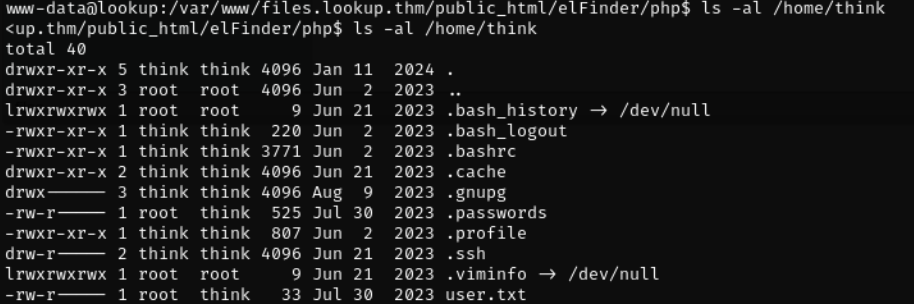 www-data@lookup:/var/www/files.lookup.thm/public_html/elFinder/php$ ls -al /home/think
<up.thm/public_html/elFinder/php$ ls -al /home/think
total 40
drwxr-xr-x 5 think think 4096 Jan 11  2024 .
drwxr-xr-x 3 root  root  4096 Jun  2  2023 ..
lrwxrwxrwx 1 root  root     9 Jun 21  2023 .bash_history → /dev/null
-rwxr-xr-x 1 think think  220 Jun  2  2023 .bash_logout
-rwxr-xr-x 1 think think 3771 Jun  2  2023 .bashrc
drwxr-xr-x 2 think think 4096 Jun 21  2023 .cache
drwx------ 3 think think 4096 Aug  9  2023 .gnupg
-rw-r----- 1 root  think  525 Jul 30  2023 .passwords
-rwxr-xr-x 1 think think  807 Jun  2  2023 .profile
drw-r----- 2 think think 4096 Jun 21  2023 .ssh
lrwxrwxrwx 1 root  root     9 Jun 21  2023 .viminfo → /dev/null
-rw-r----- 1 root  think   33 Jul 30  2023 user.txt